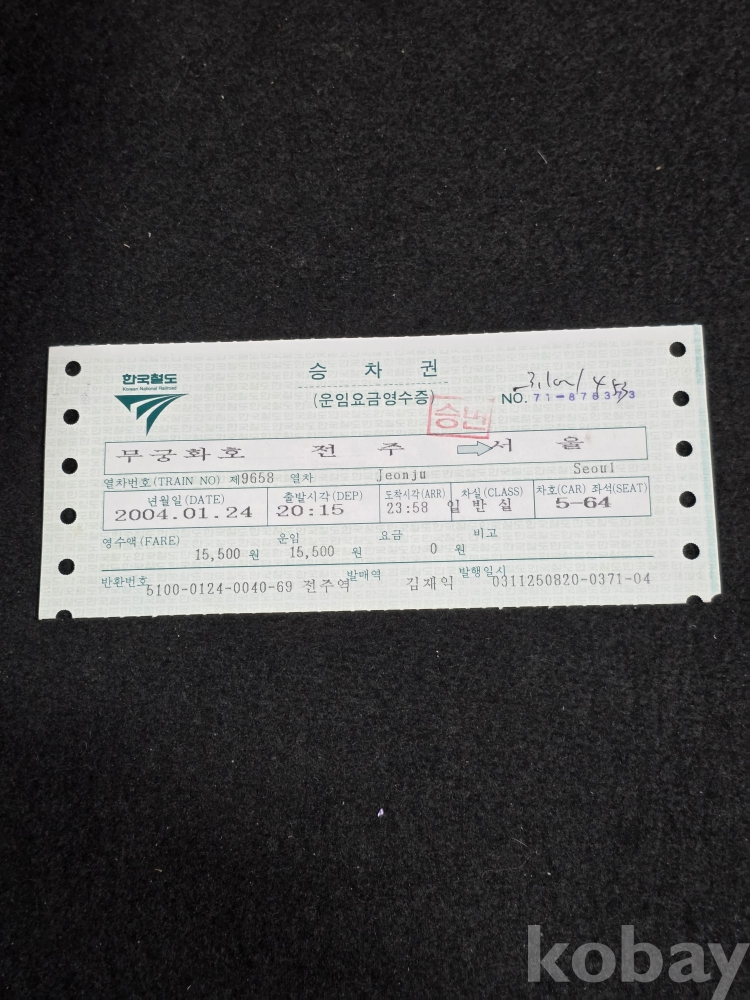 한국철도
Korean National Railroad
승 차 권
(운임요금영수증)
승변
NO.
무궁화호 전 주 서 울
열차번호(TRAIN NO) 제9658 열차 Jeonju Seoul
년월일(DATE) 출발시각(DEP) 도착시각(ARR) 차실(CLASS) 차호(CAR) 좌석(SEAT)
2004.01.24 20:15 23:58 일반실 5-64
영수액(FARE) 운임 요금 비고
15,500 원 15,500 원 0 원
반환번호 발매역 발행일시
5100-0124-0040-69 전주역 김재익 0311250820-0371-04
kobay